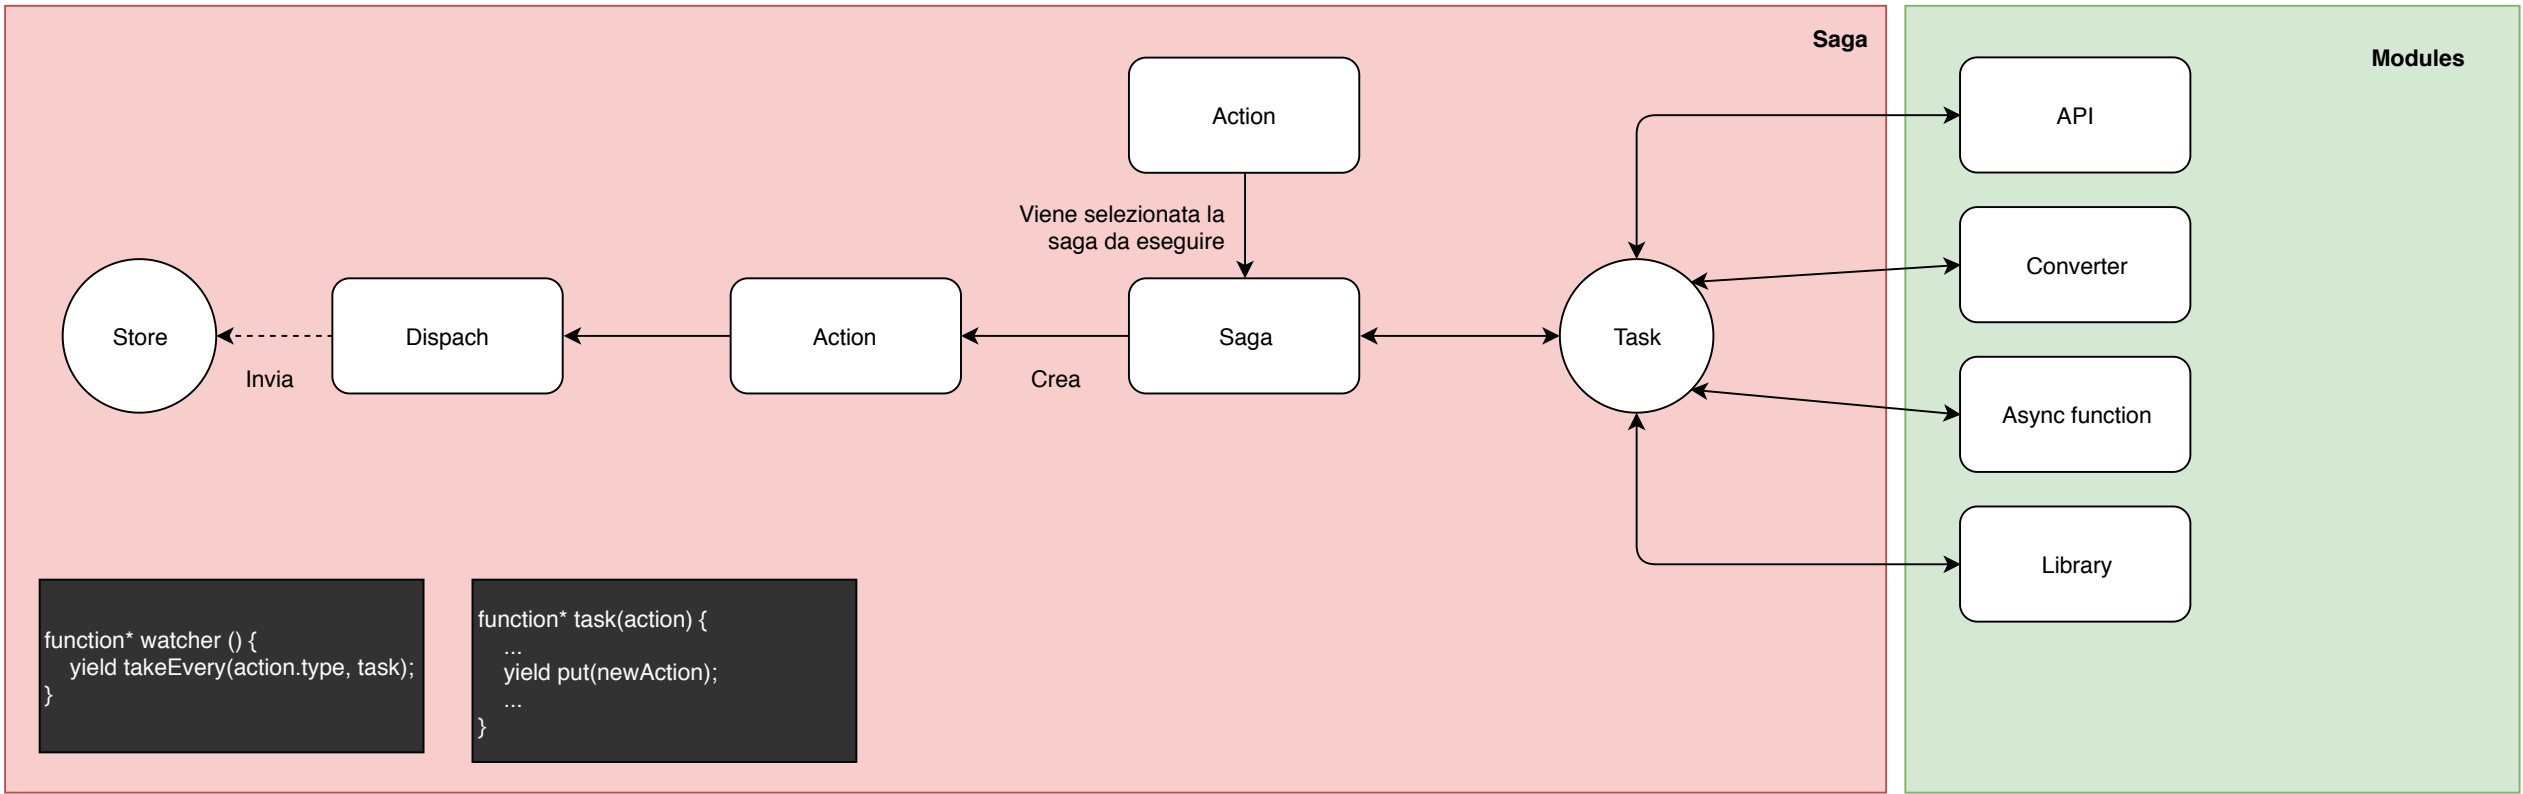 Saga
Modules
Action
API
Viene selezionata la
saga da eseguire
Converter
Store
Dispach
Action
Saga
Task
Invia
Crea
Async function
Library
function* watcher () {
yield takeEvery(action.type, task);
}
function* task(action) {
...
yield put(newAction);
...
}